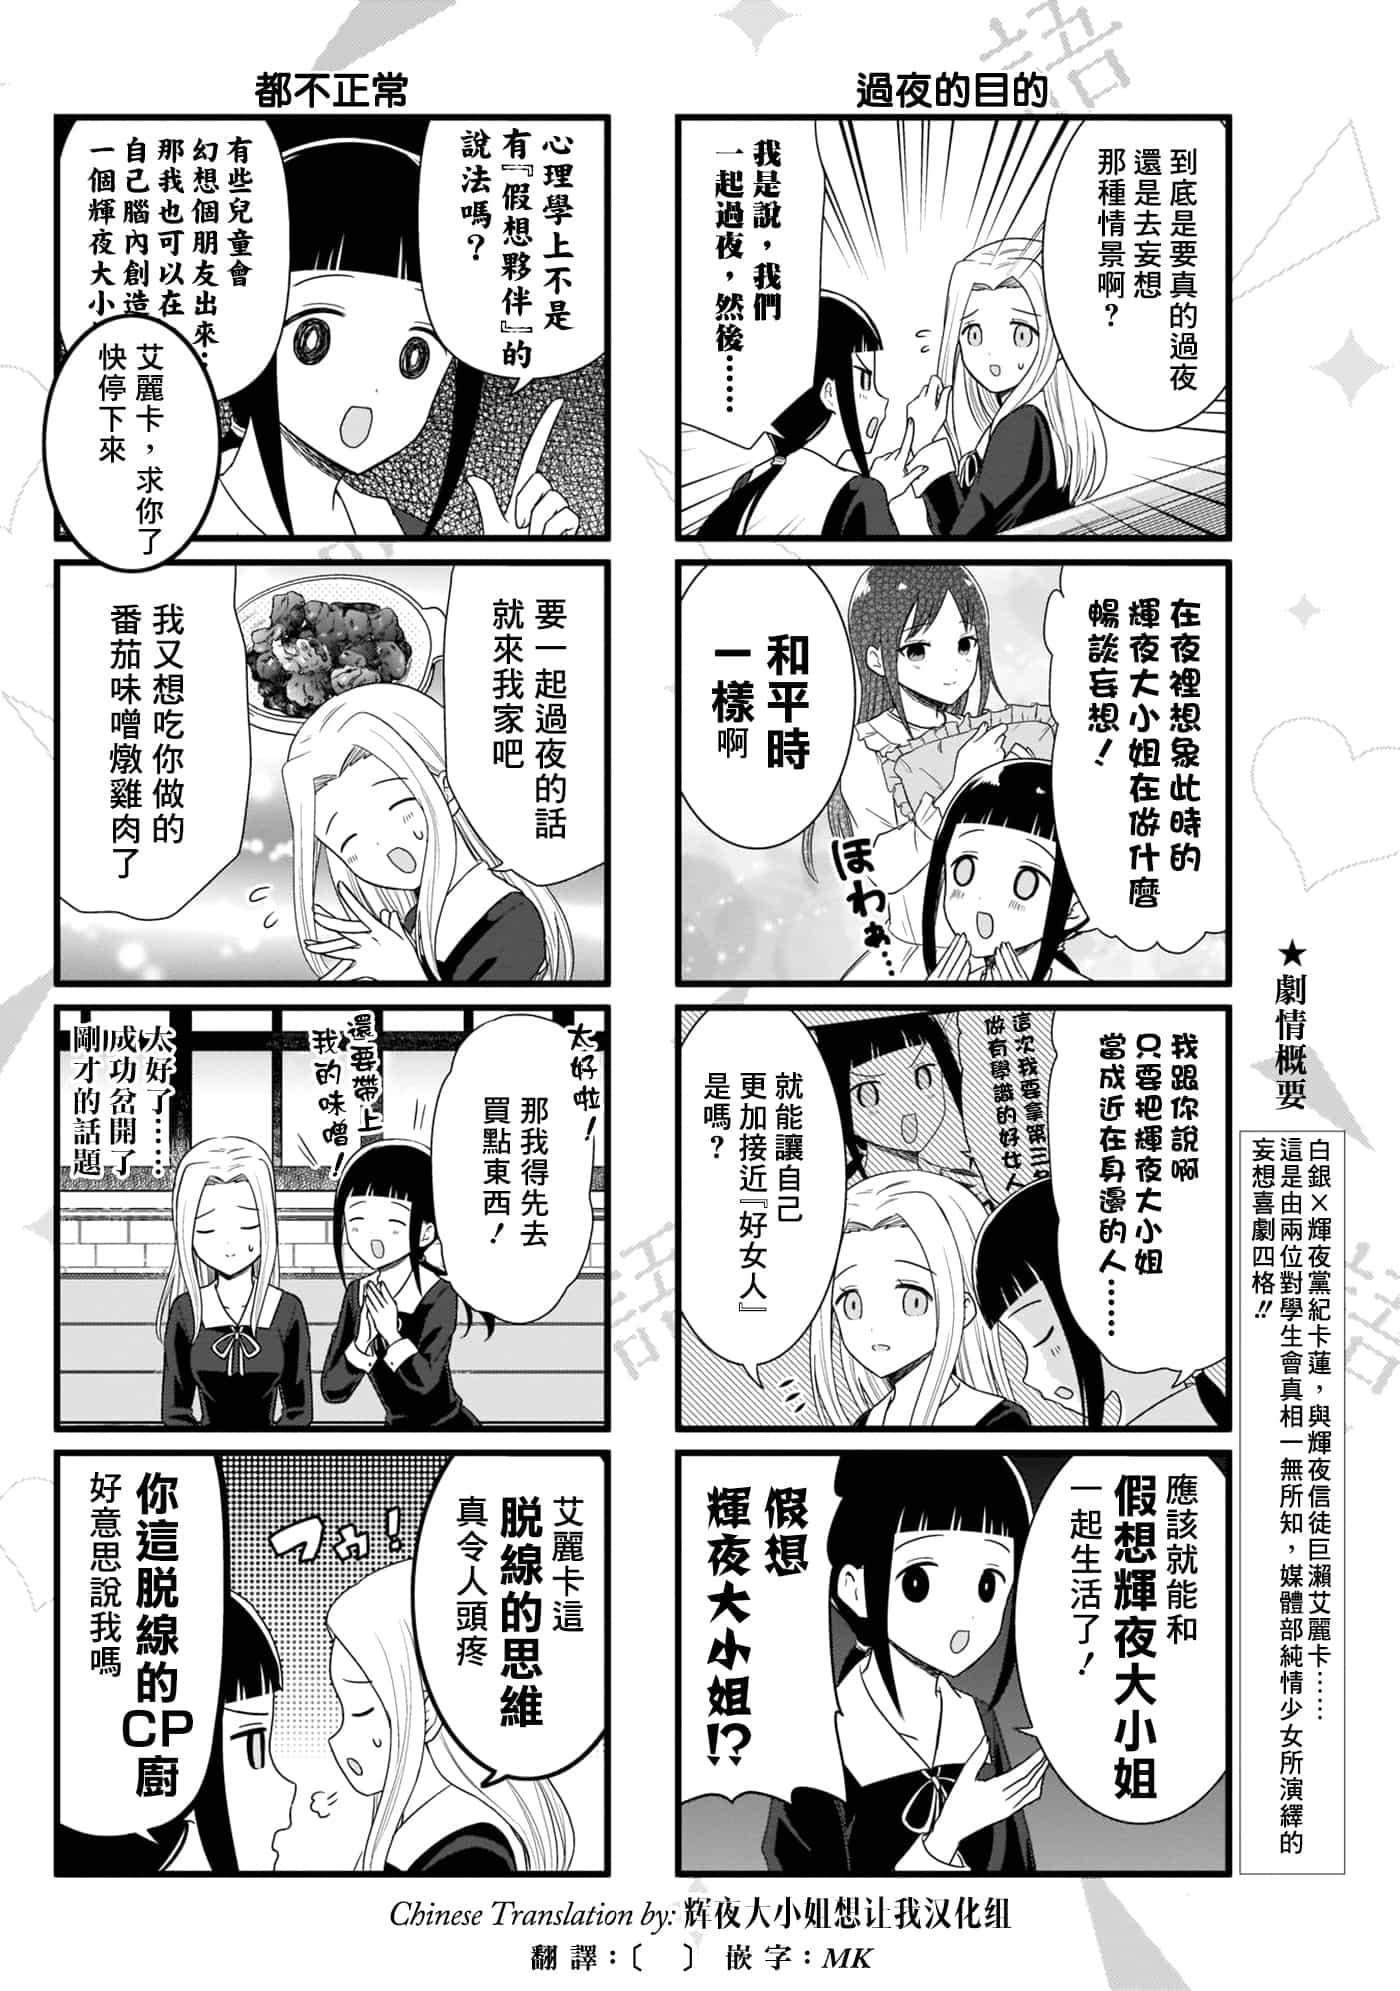 過夜的目的
到底是要真的過夜
還是去妄想
那種情景啊？
我是說，我們
一起過夜，然後……
在夜裡想象此時的
輝夜大小姐在做什麼
暢談妄想！
和平時
一樣啊
ほわぁ…
我跟你說啊
只要把輝夜大小姐
當成近在身邊的人……
這次我要拿第三名
做有學識的好女人
就能讓自己
更加接近『好女人』
是嗎？
應該就能和
假想輝夜大小姐
一起生活了！
假想
輝夜大小姐!?
都不正常
心理學上不是
有『假想夥伴』的
說法嗎？
有些兒童會
幻想個朋友出來…
那我也可以在
自己腦內創造
一個輝夜大小
艾麗卡，求你了
快停下來
要一起過夜的話
就來我家吧
我又想吃你做的
番茄味噌燉雞肉了
太好啦！
那我得先去
買點東西！
還要帶上
我的味噌！
太好了……
成功岔開了
剛才的話題
艾麗卡這
脫線的思維
真令人頭疼
フゥ！
你這脫線的CP廚
好意思說我嗎
★劇情概要
白銀×輝夜黨紀卡蓮，與輝夜信徒巨瀨艾麗卡……
這是由兩位對學生會真相一無所知，媒體部純情少女所演繹的
妄想喜劇四格!!
語
語
Chinese Translation by: 辉夜大小姐想让我汉化组
翻譯：〔　〕 嵌字：MK